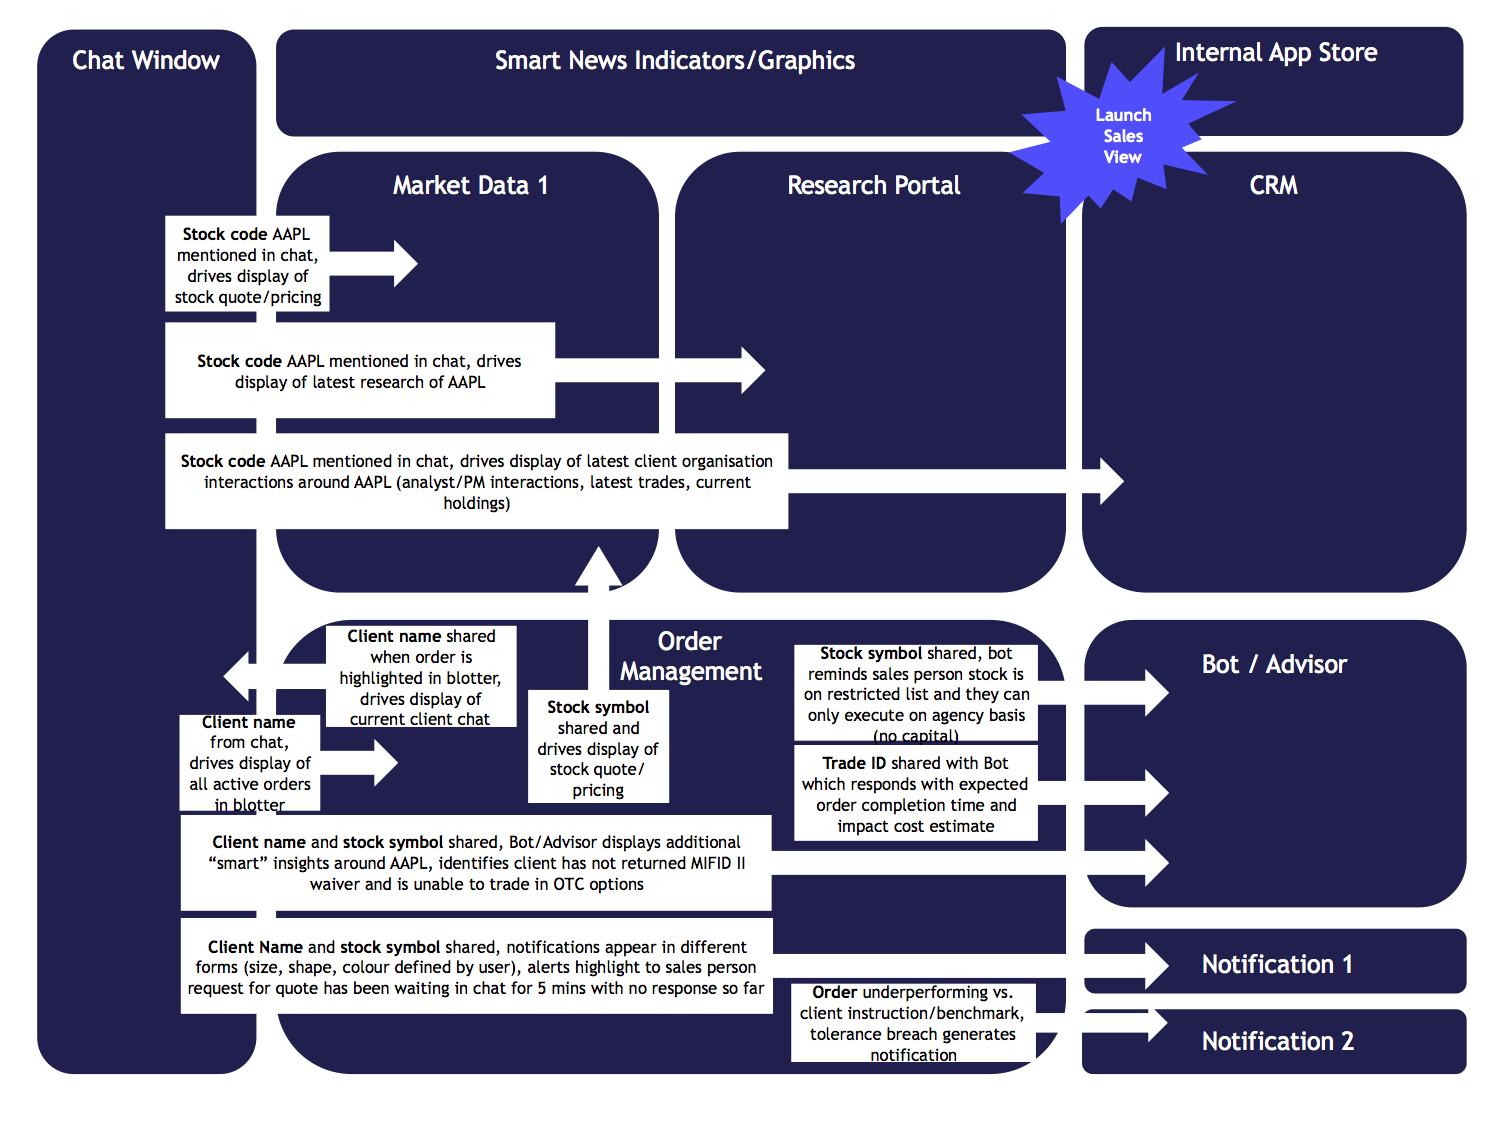 Chat Window
Smart News Indicators/Graphics
Internal App Store
Launch
Sales
View
Market Data 1
Research Portal
CRM
Stock code AAPL
mentioned in chat,
drives display of
stock quote/pricing
Stock code AAPL mentioned in chat, drives
display of latest research of AAPL
Stock code AAPL mentioned in chat, drives display of latest client organisation
interactions around AAPL (analyst/PM interactions, latest trades, current
holdings)
Order
Management
Bot / Advisor
Client name shared
when order is
highlighted in blotter,
drives display of
current client chat
Client name
from chat,
drives display of
all active orders
in blotter
Stock symbol
shared and
drives display of
stock quote/
pricing
Stock symbol shared, bot
reminds sales person stock is
on restricted list and they can
only execute on agency basis
(no capital)
Trade ID shared with Bot
which responds with expected
order completion time and
impact cost estimate
Client name and stock symbol shared, Bot/Advisor displays additional
“smart” insights around AAPL, identifies client has not returned MIFID II
waiver and is unable to trade in OTC options
Client Name and stock symbol shared, notifications appear in different
forms (size, shape, colour defined by user), alerts highlight to sales person
request for quote has been waiting in chat for 5 mins with no response so far
Notification 1
Order underperforming vs.
client instruction/benchmark,
tolerance breach generates
notification
Notification 2